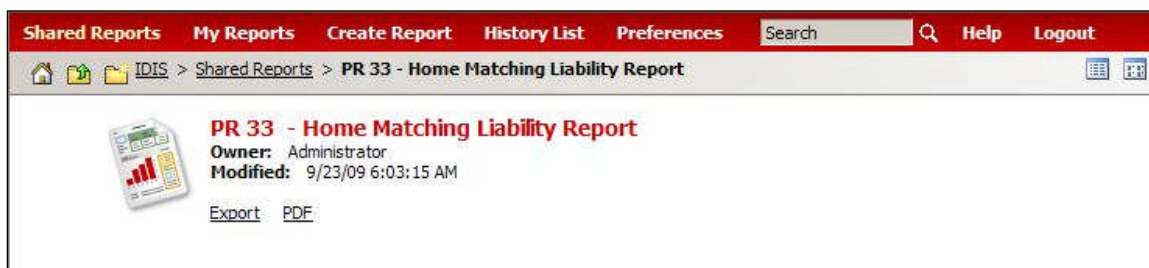 Shared Reports My Reports Create Report History List Preferences Search Help Logout
IDIS > Shared Reports > PR 33 - Home Matching Liability Report
PR 33 - Home Matching Liability Report
Owner: Administrator
Modified: 9/23/09 6:03:15 AM
Export PDF